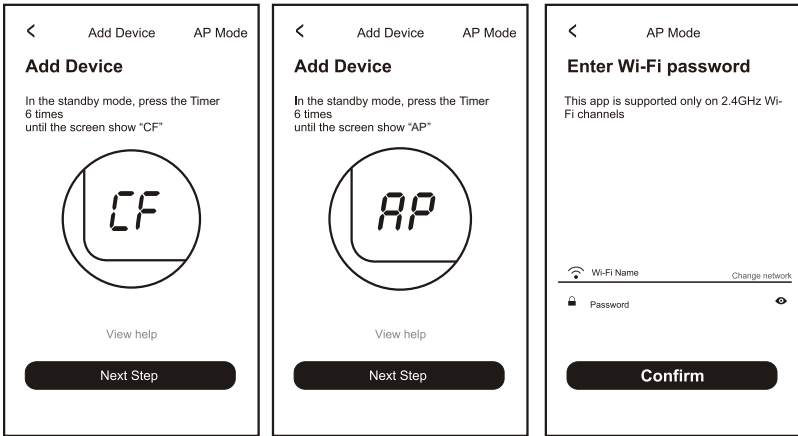 Add Device AP Mode
Add Device
In the standby mode, press the Timer
6 times
until the screen show “CF”
CF
View help
Next Step
Add Device AP Mode
Add Device
In the standby mode, press the Timer
6 times
until the screen show “AP”
AP
View help
Next Step
AP Mode
Enter Wi-Fi password
This app is supported only on 2.4GHz Wi-
Fi channels
Wi-Fi Name Change network
Password
Confirm